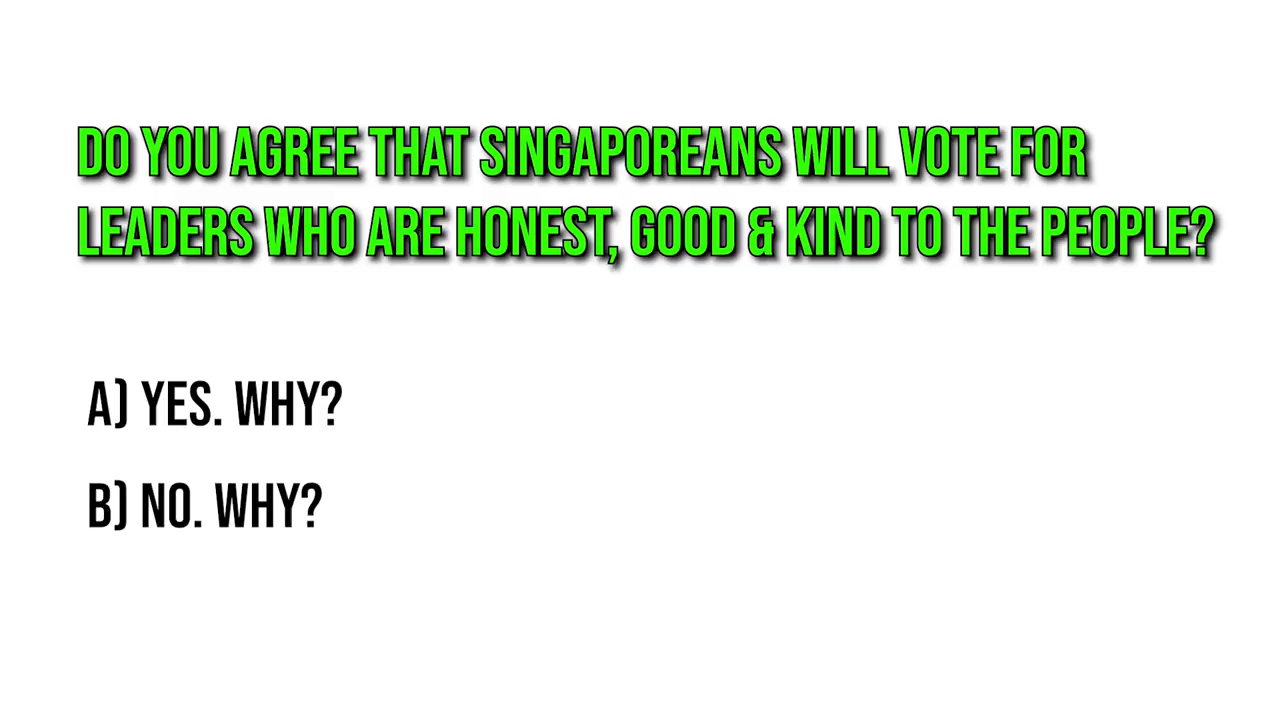 DO YOU AGREE THAT SINGAPOREANS WILL VOTE FOR
LEADERS WHO ARE HONEST, GOOD & KIND TO THE PEOPLE?
A) YES. WHY?
B) NO. WHY?